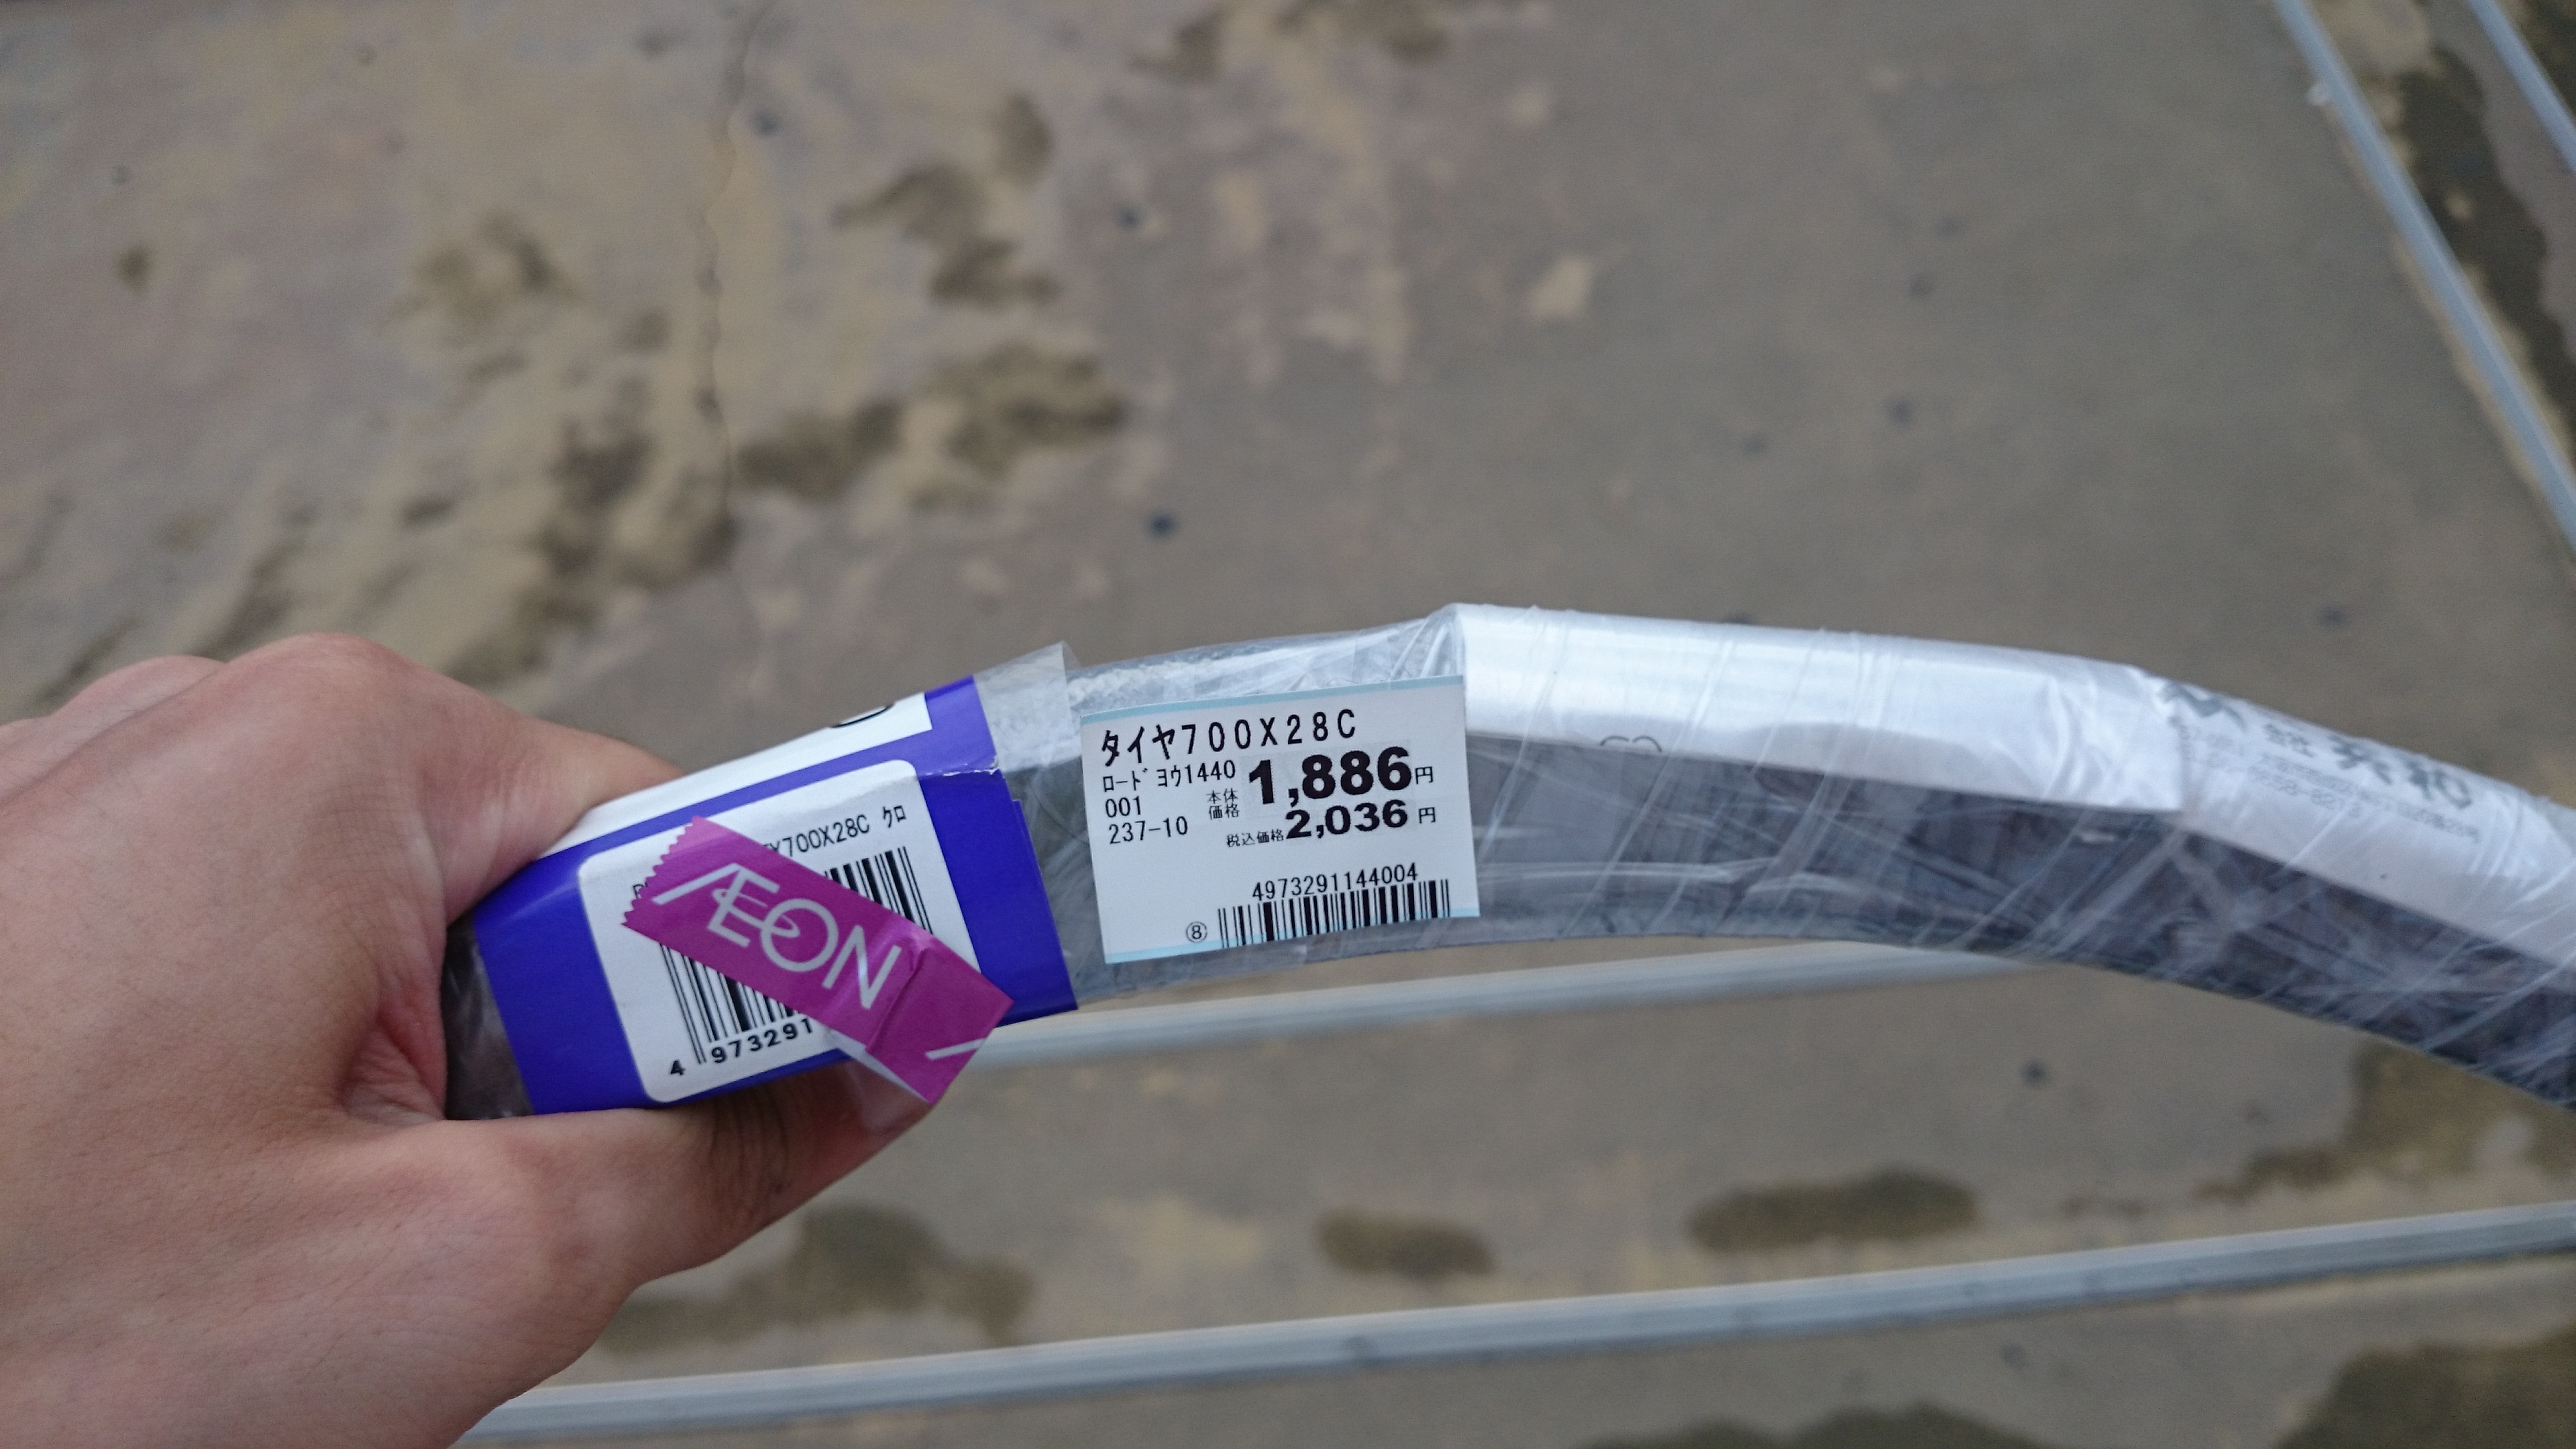 タイヤ700X28C
ﾛｰﾄﾞﾖｳ1440
001
237-10
本体
価格
1,886円
税込価格2,036円
4973291144004
⑧
Y700X28C ｸﾛ
ÆON
4 973291